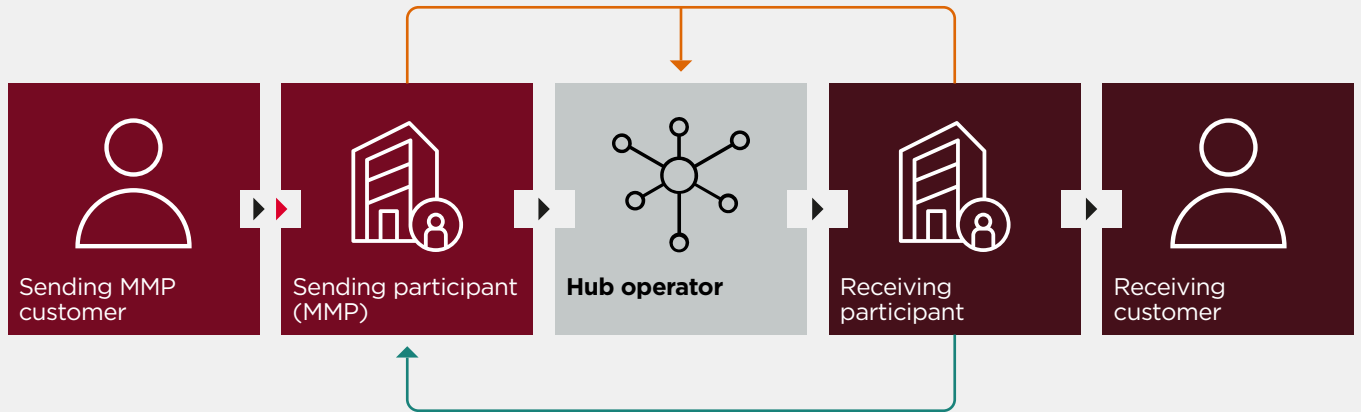 Sending MMP
customer
Sending participant
(MMP)
Hub operator
Receiving
participant
Receiving
customer